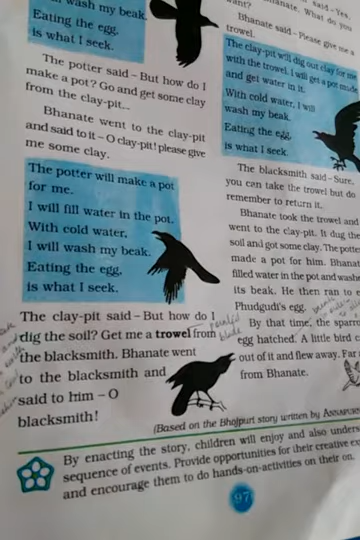 wash my beak.
Eating the egg,
is what I seek.
The potter said – But how do I
make a pot? Go and get some clay
from the clay-pit..
Bhanate went to the clay-pit
and said to it – O clay-pit! please give
me some clay.
The potter will make a pot
for me.
I will fill water in the pot.
With cold water,
I will wash my beak.
Eating the egg,
is what I seek.
The clay-pit said – But how do I
dig the soil? Get me a trowel from
the blacksmith. Bhanate went
to the blacksmith and
said to him – O
blacksmith!
said – Yes,
What do you
want?
Bhanate said – Please give me a
trowel.
The clay-pit will dig out clay for me
with the trowel. I will get a pot made
and get water in it.
With cold water, I will
wash my beak.
Eating the egg,
is what I seek.
The blacksmith said – Sure,
you can take the trowel but do
remember to return it.
Bhanate took the trowel and
went to the clay-pit. It dug the
soil and got some clay. The potter
made a pot for him. Bhanate
filled water in the pot and washed
its beak. He then ran to
Phudgudi's egg.
By that time, the sparr
egg hatched. A little bird c
out of it and flew away. Far
from Bhanate.
(Based on the Bhojpuri story written by
By enacting the story, children will enjoy and also unders
sequence of events. Provide opportunities for their creative ex
and encourage them to do hands-on-activities on their own.
97